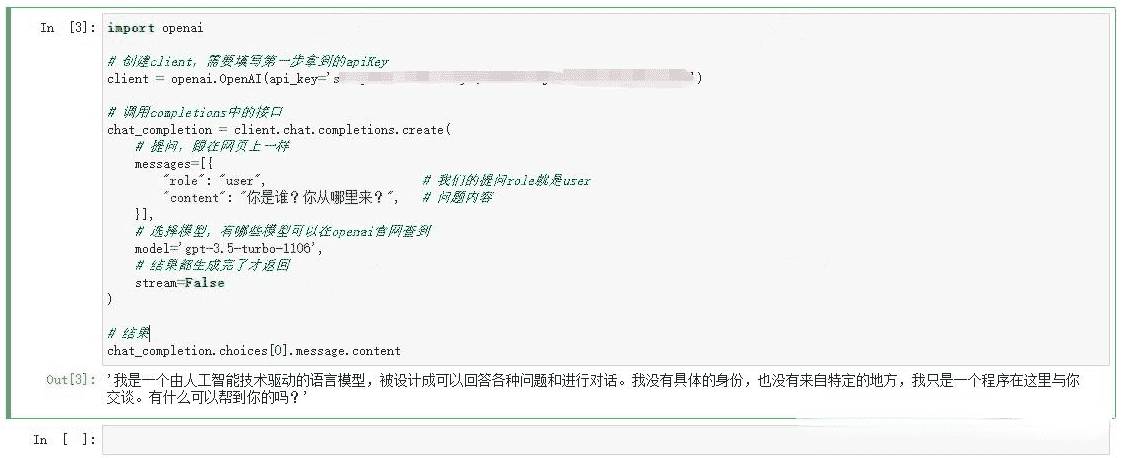 In [3]: import openai
# 创建client，需要填写第一步拿到的apiKey
client = openai.OpenAI(api_key='s ')
# 调用completions中的接口
chat_completion = client.chat.completions.create(
# 提问，跟在网页上一样
messages=[{
"role": "user", # 我们的提问role就是user
"content": "你是谁？你从哪里来？", # 问题内容
}],
# 选择模型，有哪些模型可以在openai官网查到
model='gpt-3.5-turbo-1106',
# 结果都生成完了才返回
stream=False
)
# 结果
chat_completion.choices[0].message.content
Out[3]: '我是一个由人工智能技术驱动的语言模型，被设计成可以回答各种问题和进行对话。我没有具体的身份，也没有来自特定的地方，我只是一个程序在这里与你
交谈。有什么可以帮到你的吗？'
In [ ]: